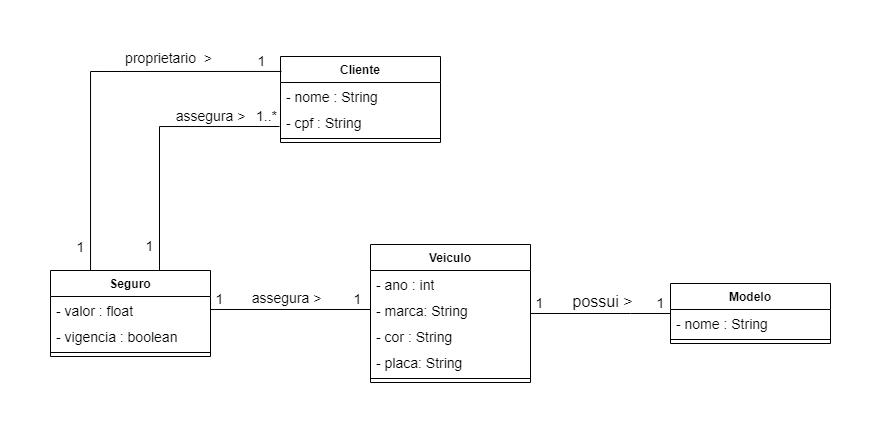 proprietario >
1
Cliente
- nome : String
- cpf : String
assegura >
1..*
1
1
Seguro
- valor : float
- vigencia : boolean
1
assegura >
1
Veiculo
- ano : int
- marca: String
- cor : String
- placa: String
1
possui >
1
Modelo
- nome : String